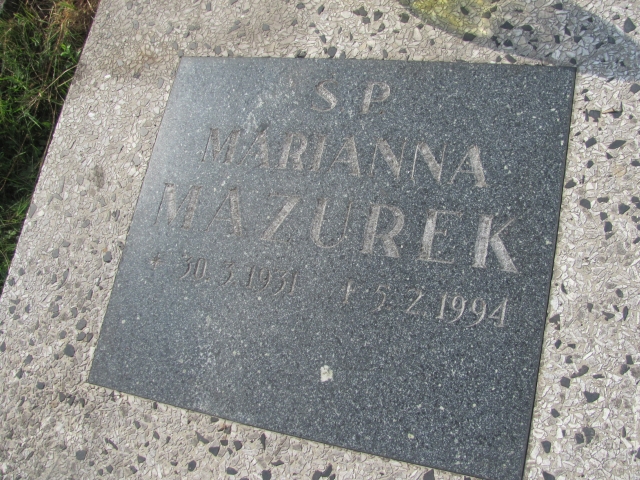 S P
MARIANNA
MAZUREK
* 30.3.1931 + 5.2.1994